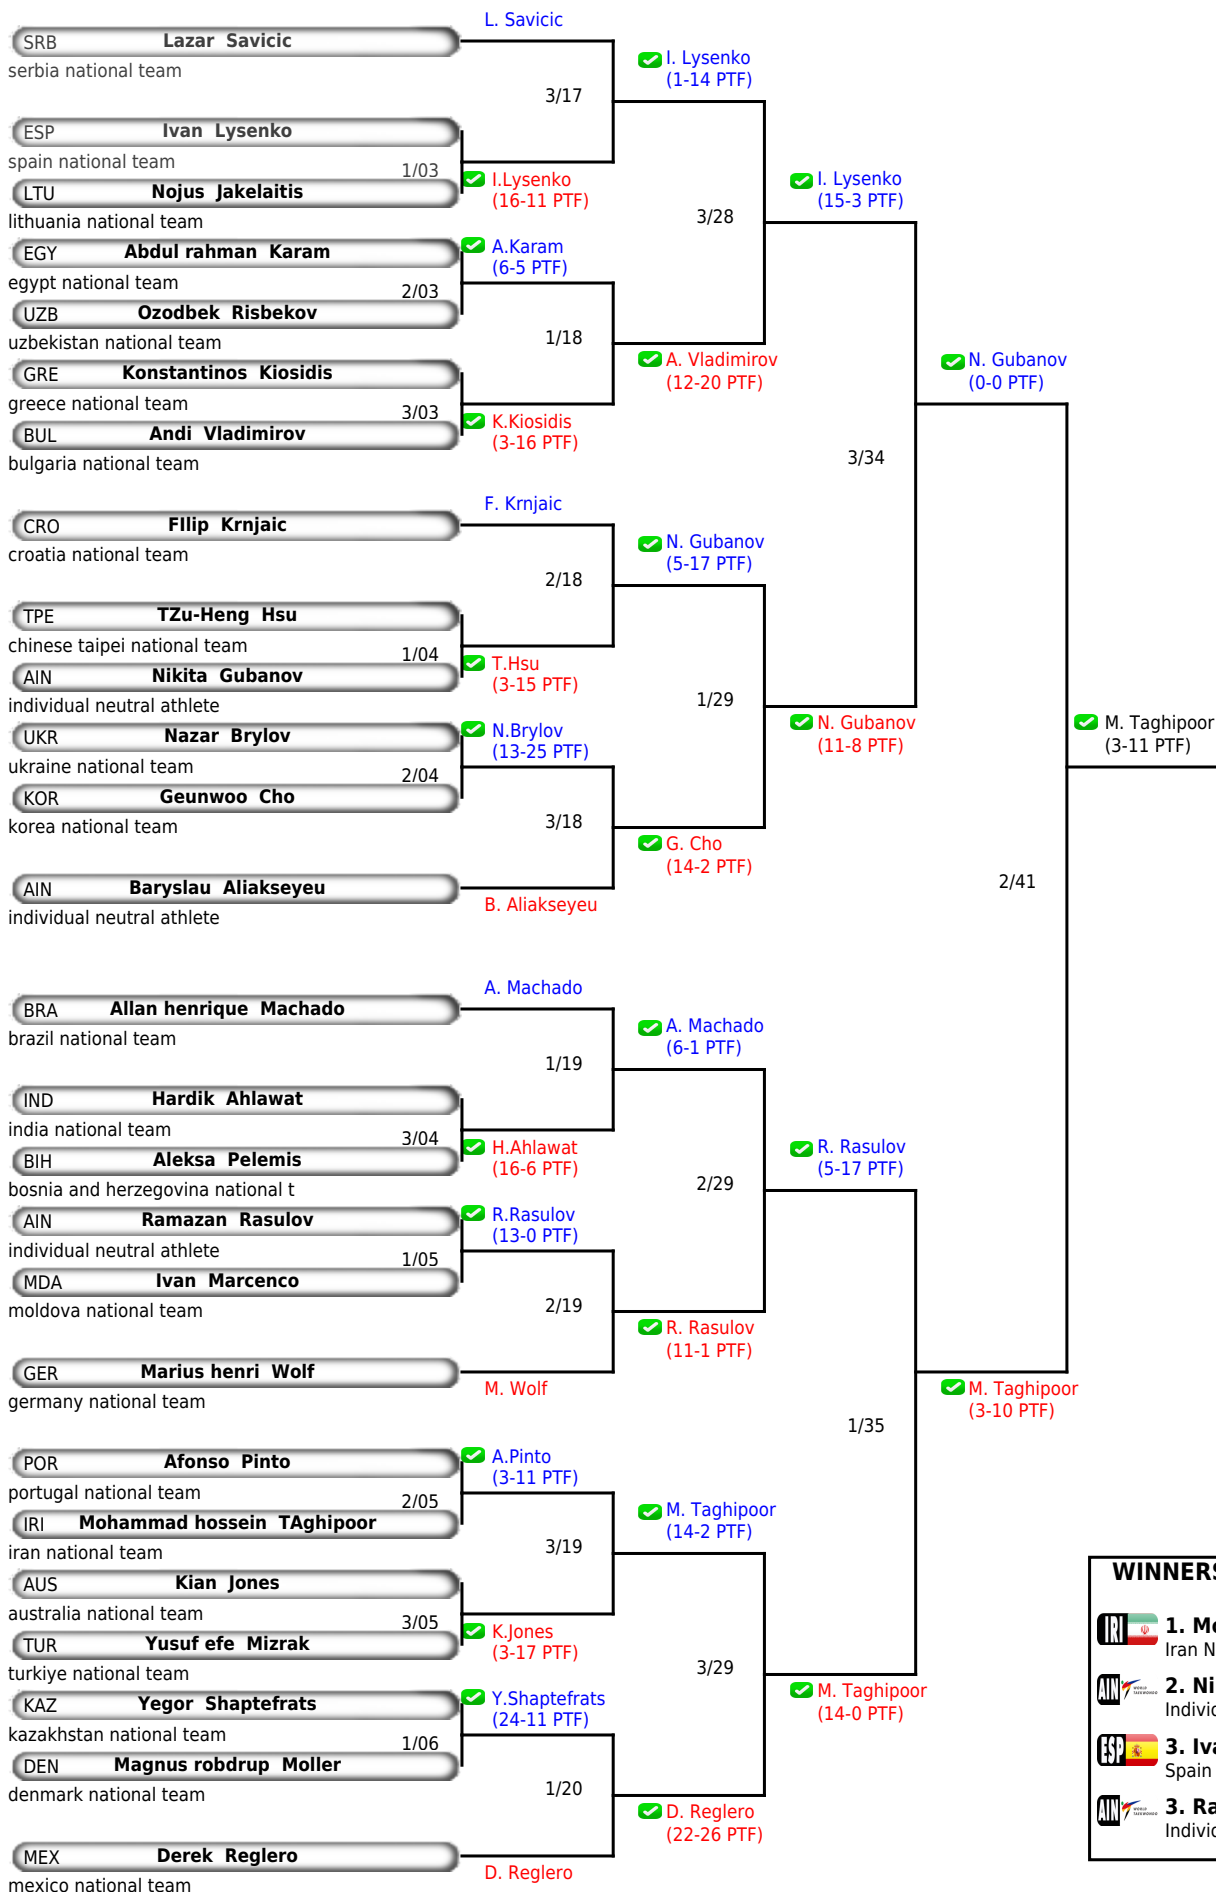 L. Savicic
SRB Lazar Savicic
serbia national team
I. Lysenko
(1-14 PTF)
3/17
ESP Ivan Lysenko
spain national team
1/03
I.Lysenko
(16-11 PTF)
LTU Nojus Jakelaitis
lithuania national team
I. Lysenko
(15-3 PTF)
3/28
EGY Abdul rahman Karam
egypt national team
A.Karam
(6-5 PTF)
2/03
UZB Ozodbek Risbekov
uzbekistan national team
1/18
A. Vladimirov
(12-20 PTF)
GRE Konstantinos Kiosidis
greece national team
3/03
K.Kiosidis
(3-16 PTF)
BUL Andi Vladimirov
bulgaria national team
N. Gubanov
(0-0 PTF)
3/34
F. Krnjaic
CRO FIlip Krnjaic
croatia national team
N. Gubanov
(5-17 PTF)
2/18
TPE TZu-Heng Hsu
chinese taipei national team
1/04
T.Hsu
(3-15 PTF)
AIN Nikita Gubanov
individual neutral athlete
1/29
N. Gubanov
(11-8 PTF)
UKR Nazar Brylov
ukraine national team
N.Brylov
(13-25 PTF)
2/04
KOR Geunwoo Cho
korea national team
3/18
G. Cho
(14-2 PTF)
AIN Baryslau Aliakseyeu
individual neutral athlete
B. Aliakseyeu
M. Taghipoor
(3-11 PTF)
2/41
A. Machado
BRA Allan henrique Machado
brazil national team
A. Machado
(6-1 PTF)
1/19
IND Hardik Ahlawat
india national team
3/04
H.Ahlawat
(16-6 PTF)
BIH Aleksa Pelemis
bosnia and herzegovina national t
R. Rasulov
(5-17 PTF)
2/29
AIN Ramazan Rasulov
individual neutral athlete
R.Rasulov
(13-0 PTF)
1/05
MDA Ivan Marcenco
moldova national team
2/19
R. Rasulov
(11-1 PTF)
GER Marius henri Wolf
germany national team
M. Wolf
M. Taghipoor
(3-10 PTF)
1/35
POR Afonso Pinto
portugal national team
A.Pinto
(3-11 PTF)
2/05
IRI Mohammad hossein TAghipoor
iran national team
M. Taghipoor
(14-2 PTF)
3/19
AUS Kian Jones
australia national team
3/05
K.Jones
(3-17 PTF)
TUR Yusuf efe Mizrak
turkiye national team
3/29
M. Taghipoor
(14-0 PTF)
KAZ Yegor Shaptefrats
kazakhstan national team
Y.Shaptefrats
(24-11 PTF)
1/06
DEN Magnus robdrup Moller
denmark national team
1/20
D. Reglero
(22-26 PTF)
MEX Derek Reglero
mexico national team
D. Reglero
WINNERS
IRI 1. Mo
Iran N
AIN 2. Ni
Individ
ESP 3. Iva
Spain
AIN 3. Ra
Individ